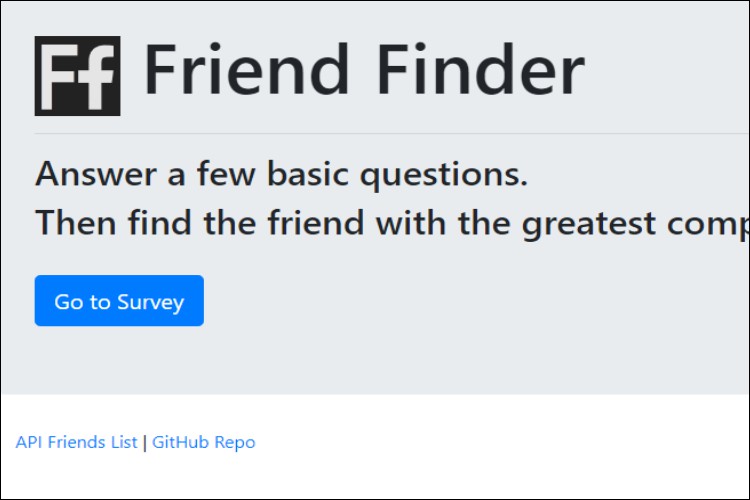 Ff Friend Finder
Answer a few basic questions.
Then find the friend with the greatest comp
Go to Survey
API Friends List | GitHub Repo